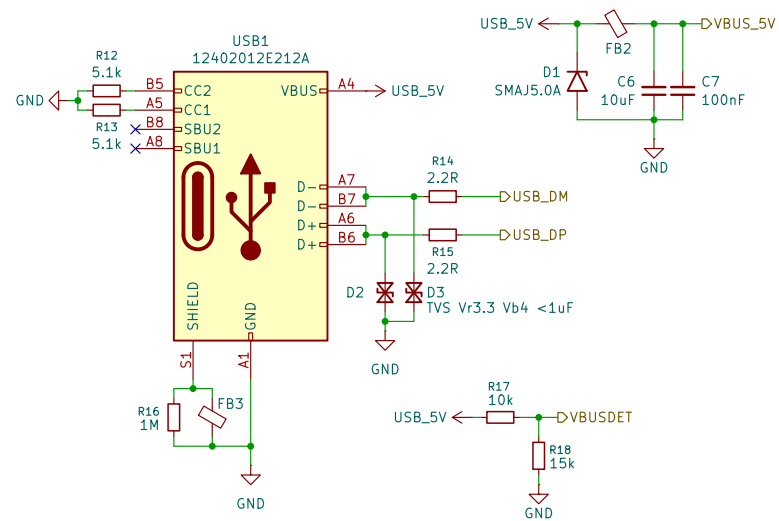 USB_5V
VBUS_5V
FB2
D1
SMAJ5.0A
C6
10uF
C7
100nF
GND
USB1
12402012E212A
R12
5.1k
GND
R13
5.1k
B5
A5
B8
A8
CC2
CC1
SBU2
SBU1
VBUS
A4
USB_5V
D-
D-
D+
D+
A7
B7
A6
B6
R14
2.2R
USB_DM
USB_DP
R15
2.2R
D2
D3
TVS Vr3.3 Vb4 <1uF
GND
SHIELD
GND
S1
A1
R16
1M
FB3
GND
USB_5V
R17
10k
VBUSDET
R18
15k
GND